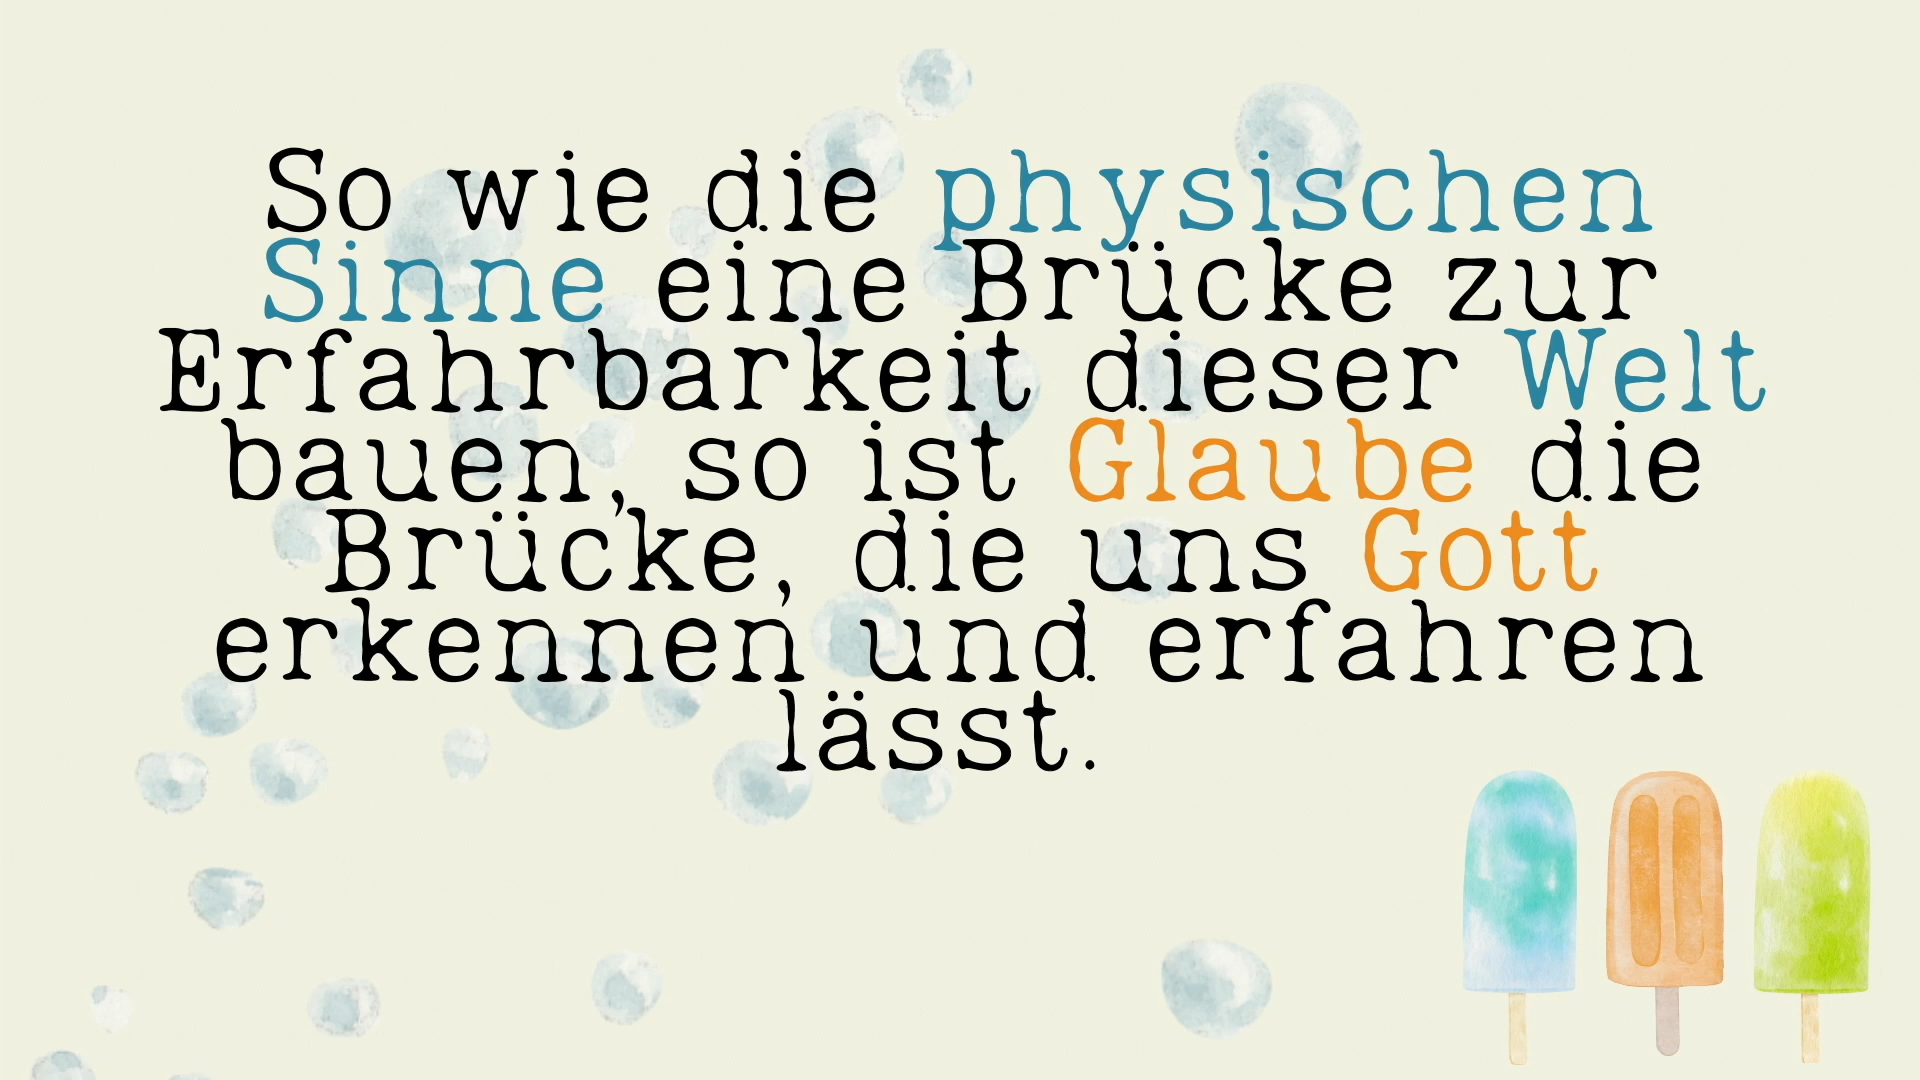 So wie die physischen
Sinne eine Brücke zur
Erfahrbarkeit dieser Welt
bauen, so ist Glaube die
Brücke, die uns Gott
erkennen und erfahren
lässt.